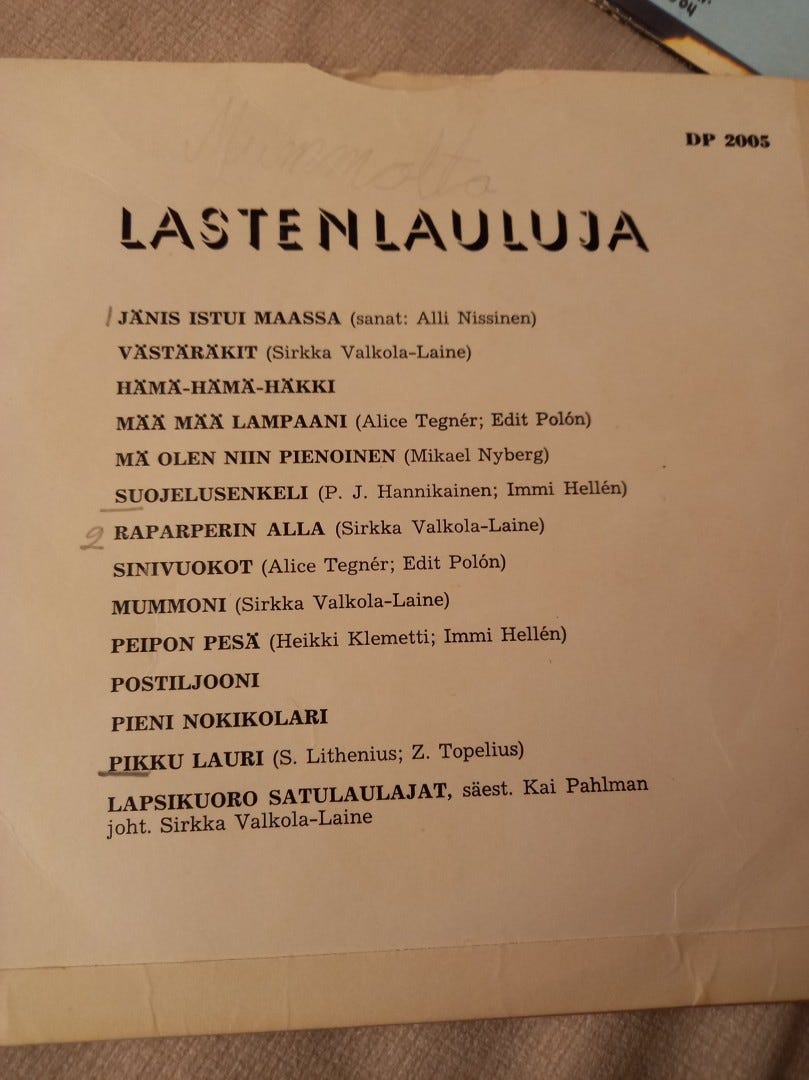 DP 2005
Mummolta
LASTENLAULUJA
1 JÄNIS ISTUI MAASSA (sanat: Alli Nissinen)
VÄSTÄRÄKIT (Sirkka Valkola-Laine)
HÄMÄ-HÄMÄ-HÄKKI
MÄÄ MÄÄ LAMPAANI (Alice Tegnér; Edit Polón)
MÄ OLEN NIIN PIENOINEN (Mikael Nyberg)
SUOJELUSENKELI (P. J. Hannikainen; Immi Hellén)
2 RAPARPERIN ALLA (Sirkka Valkola-Laine)
SINIVUOKOT (Alice Tegnér; Edit Polón)
MUMMONI (Sirkka Valkola-Laine)
PEIPON PESÄ (Heikki Klemetti; Immi Hellén)
POSTILJOONI
PIENI NOKIKOLARI
PIKKU LAURI (S. Lithenius; Z. Topelius)
LAPSIKUORO SATULAULAJAT, säest. Kai Pahlman
joht. Sirkka Valkola-Laine